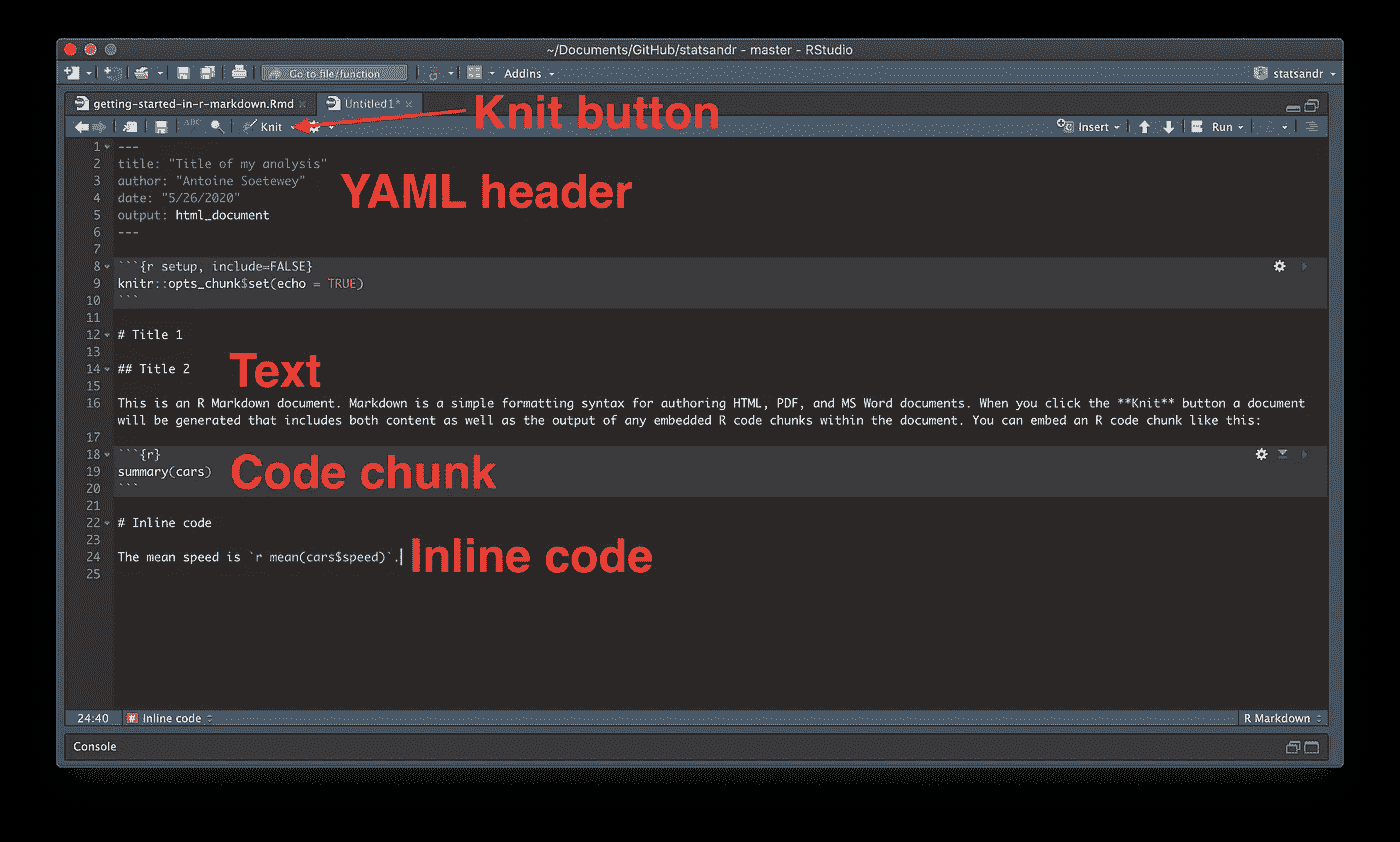 ~/Documents/GitHub/statsandr - master - RStudio
Go to file/function Addins statsandr
getting-started-in-r-markdown.Rmd Untitled1*
Knit button
ABC Knit Insert Run
1 ---
2 title: "Title of my analysis"
3 author: "Antoine Soetewey"
YAML header
4 date: "5/26/2020"
5 output: html_document
6 ---
7
8 ```{r setup, include=FALSE}
9 knitr::opts_chunk$set(echo = TRUE)
10 ```
11
12 # Title 1
13
14 ## Title 2
Text
15
16 This is an R Markdown document. Markdown is a simple formatting syntax for authoring HTML, PDF, and MS Word documents. When you click the **Knit** button a document
will be generated that includes both content as well as the output of any embedded R code chunks within the document. You can embed an R code chunk like this:
17
18 ```{r}
19 summary(cars)
Code chunk
20 ```
21
22 # Inline code
23
24 The mean speed is `r mean(cars$speed)`.
Inline code
25
24:40 # Inline code R Markdown
Console